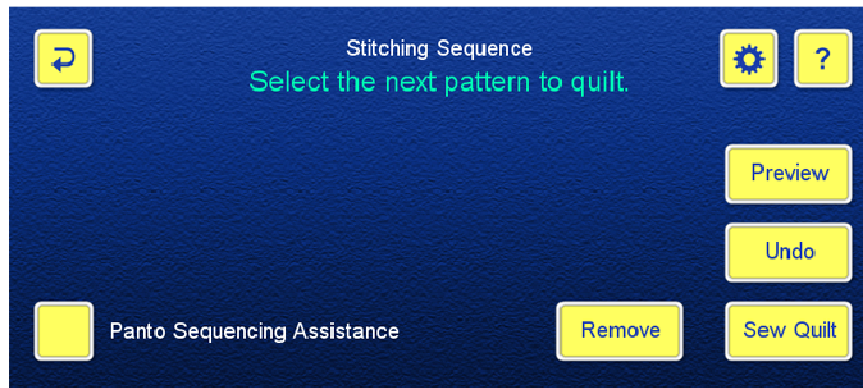 Stitching Sequence
Select the next pattern to quilt.
?
Preview
Undo
Panto Sequencing Assistance
Remove
Sew Quilt